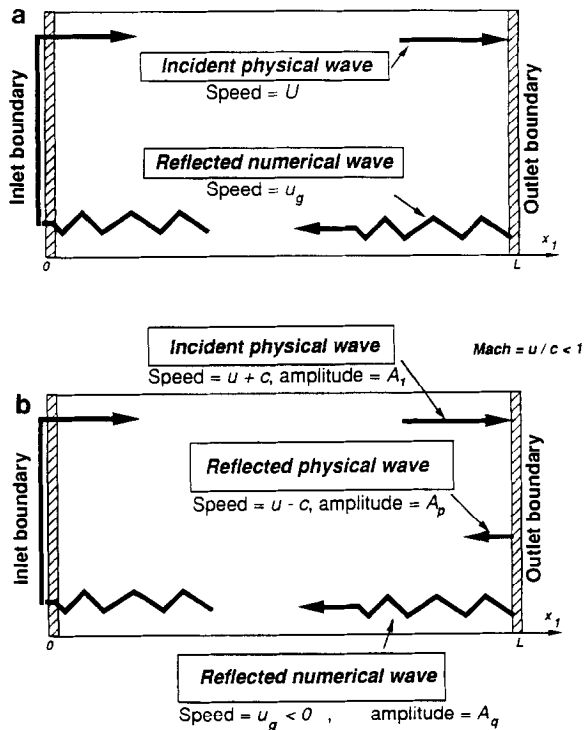 a
Inlet boundary
Incident physical wave
Speed = U
Reflected numerical wave
Speed = u_g
Outlet boundary
0
L
x_1
Incident physical wave
Mach = u / c < 1
Speed = u + c, amplitude = A_1
b
Inlet boundary
Reflected physical wave
Speed = u - c, amplitude = A_p
Outlet boundary
0
L
x_1
Reflected numerical wave
Speed = u_g < 0 , amplitude = A_q